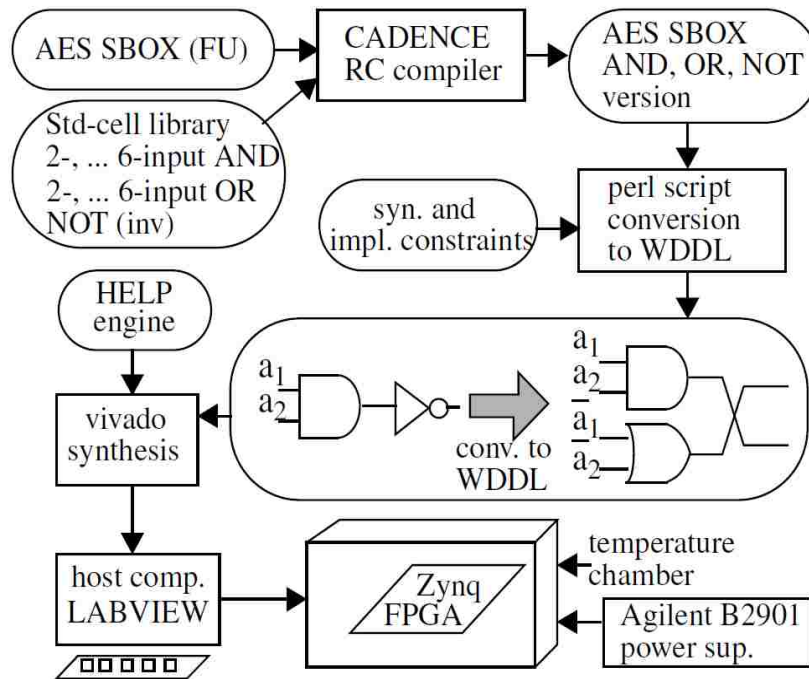 AES SBOX (FU)
CADENCE
RC compiler
AES SBOX
AND, OR, NOT
version
Std-cell library
2-, ... 6-input AND
2-, ... 6-input OR
NOT (inv)
syn. and
impl. constraints
perl script
conversion
to WDDL
HELP
engine
vivado
synthesis
a1
a2
conv. to
WDDL
a1
a2
a1
a2
host comp.
LABVIEW
Zynq
FPGA
temperature
chamber
Agilent B2901
power sup.